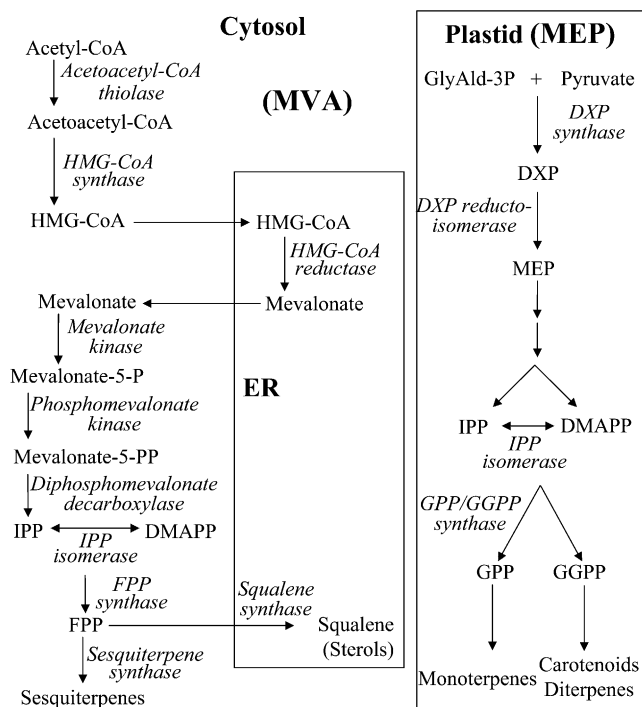 Cytosol
Acetyl-CoA
Acetoacetyl-CoA
thiolase
(MVA)
Acetoacetyl-CoA
HMG-CoA
synthase
HMG-CoA
HMG-CoA
HMG-CoA
reductase
Mevalonate
Mevalonate
Mevalonate
kinase
ER
Mevalonate-5-P
Phosphomevalonate
kinase
Mevalonate-5-PP
Diphosphomevalonate
decarboxylase
IPP
DMAPP
IPP
isomerase
FPP
synthase
Squalene
synthase
FPP
Squalene
(Sterols)
Sesquiterpene
synthase
Sesquiterpenes
Plastid (MEP)
GlyAld-3P + Pyruvate
DXP
synthase
DXP
DXP reducto-
isomerase
MEP
IPP
DMAPP
IPP
isomerase
GPP/GGPP
synthase
GPP
GGPP
Monoterpenes
Carotenoids
Diterpenes